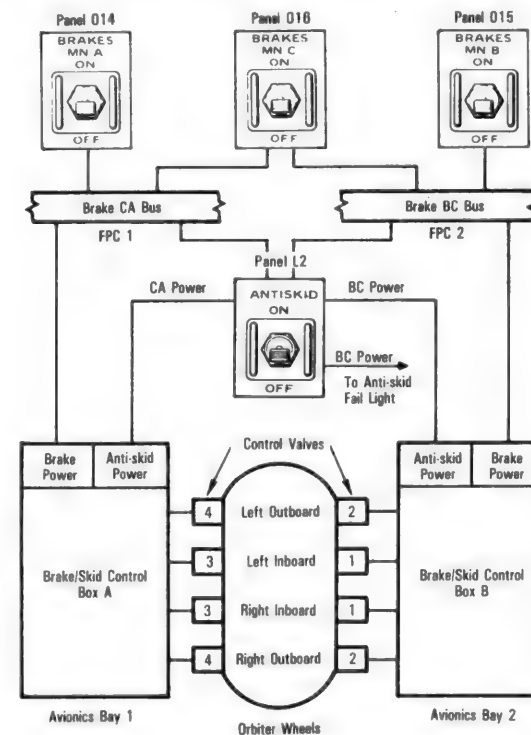 Panel O14
Panel O16
Panel O15
BRAKES
MN A
ON
OFF
BRAKES
MN C
ON
OFF
BRAKES
MN B
ON
OFF
Brake CA Bus
Brake BC Bus
FPC 1
FPC 2
Panel L2
CA Power
ANTISKID
ON
OFF
BC Power
BC Power
To Anti-skid
Fail Light
Brake
Power
Anti-skid
Power
Control Valves
Anti-skid
Power
Brake
Power
4
Left Outboard
2
3
Left Inboard
1
Brake/Skid Control
Box A
Brake/Skid Control
Box B
3
Right Inboard
1
4
Right Outboard
2
Avionics Bay 1
Orbiter Wheels
Avionics Bay 2